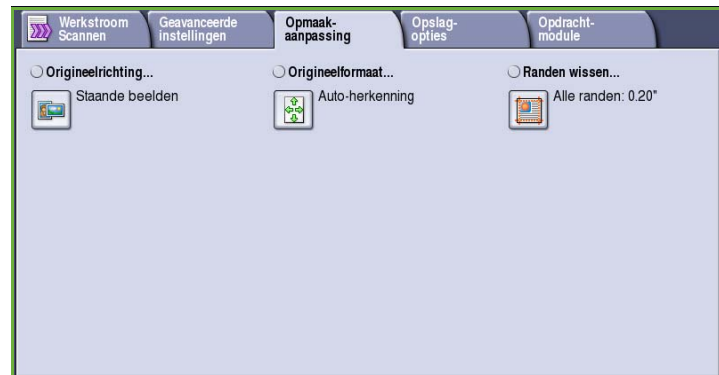 Werkstroom
Scannen
Geavanceerde
instellingen
Opmaak-
aanpassing
Opslag-
opties
Opdracht-
module
Origineelrichting...
Origineelformaat...
Randen wissen...
Staande beelden
Auto-herkenning
Alle randen: 0.20"